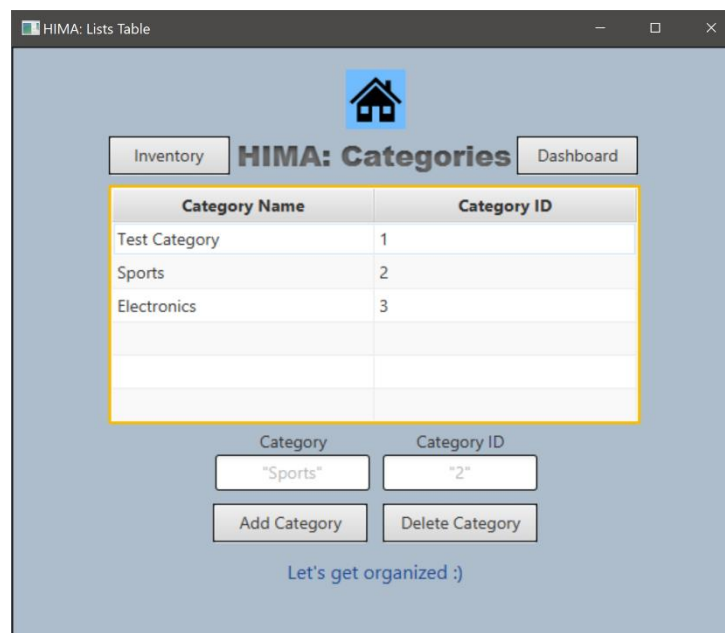 HIMA: Lists Table
Inventory HIMA: Categories Dashboard
Category Name Category ID
Test Category 1
Sports 2
Electronics 3
Category Category ID
"Sports" "2"
Add Category Delete Category
Let's get organized :)